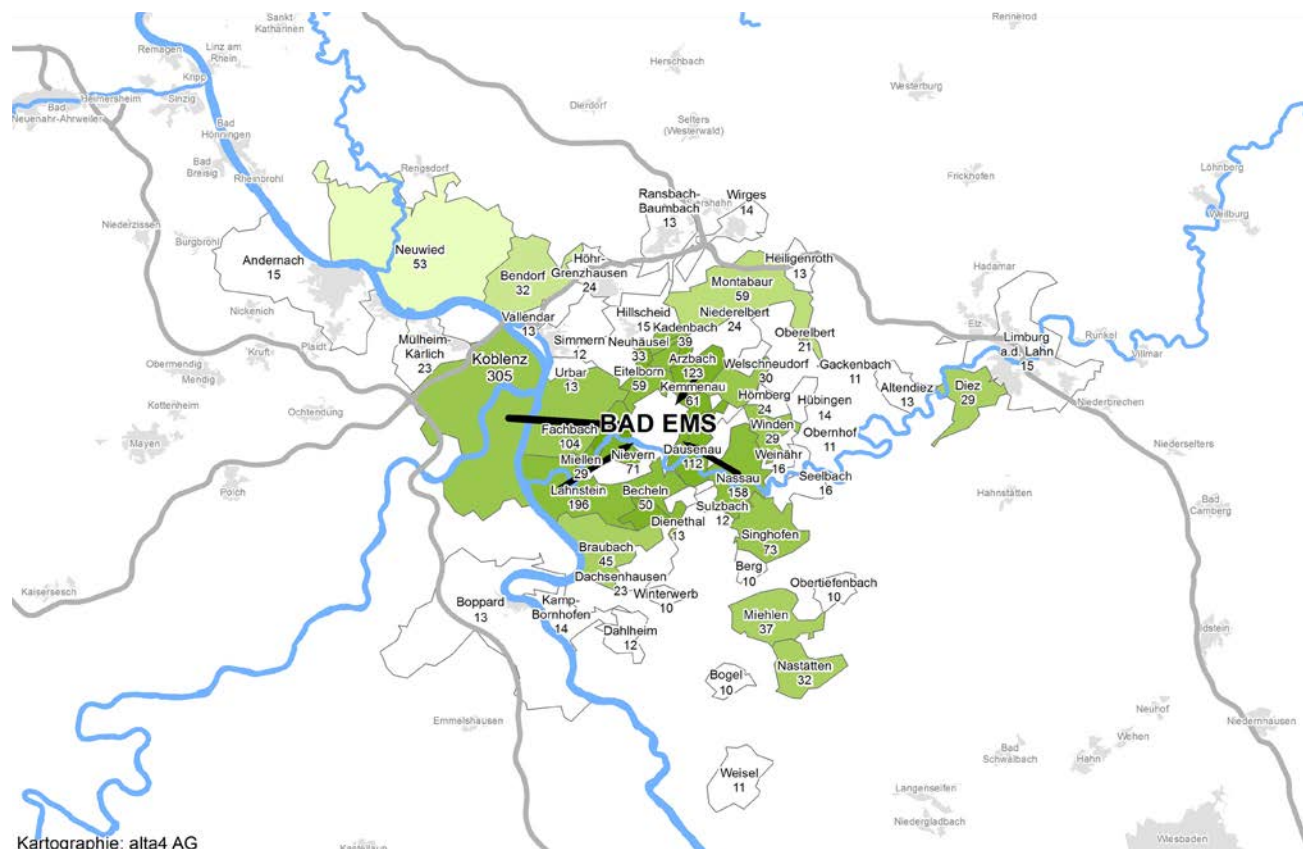 Sankt
Katharinen
Rennerod
Remagen
Linz am
Rhein
Herschbach
Kripp
Westerburg
Bad
Neuenahr-Ahrweiler
Heimersheim
Sinzig
Dierdorf
Selters
(Westerwald)
Bad
Hönningen
Löhnberg
Bad
Breisig
Rheinbrohl
Rengsdorf
Frickhofen
Ransbach-
Baumbach
13
Wirges
14
Weilburg
Niederzissen
Burgbrohl
Andernach
15
Neuwied
53
Bendorf
32
Höhr-
Grenzhausen
24
Heiligenroth
13
Hadamar
Montabaur
59
Nickenich
Vallendar
13
Hillscheid
15
Niederelbert
24
Elz
Mülheim-
Kärlich
23
Plaidt
Simmern
12
Neuhäusel
33
Kadenbach
39
Oberelbert
21
Limburg
a.d. Lahn
15
Runkel
Villmar
Obermendig
Mendig
Kruft
Koblenz
305
Urbar
13
Eitelborn
59
Arzbach
123
Welschneudorf
30
Gackenbach
11
Altendiez
13
Diez
29
Kottenheim
Ochtendung
Kemmenau
61
Hömberg
24
Hübingen
14
Niederbrechen
Mayen
BAD EMS
Fachbach
104
Winden
29
Obernhof
11
Niederselters
Miellen
29
Nievern
71
Dausenau
112
Weinähr
16
Seelbach
16
Polch
Lahnstein
196
Becheln
50
Nassau
158
Sulzbach
12
Hahnstätten
Bad
Camberg
Dienethal
13
Singhofen
73
Braubach
45
Berg
10
Kaisersesch
Dachsenhausen
23
Winterwerb
10
Obertiefenbach
10
Boppard
13
Kamp-
Bornhofen
14
Dahlheim
12
Miehlen
37
Nastätten
32
Bogel
10
Emmelshausen
Neuhof
Niedernhausen
Wehen
Bad
Schwalbach
Hahn
Weisel
11
Langenseifen
Niedergladbach
Wiesbaden
Kartographie: alta4 AG